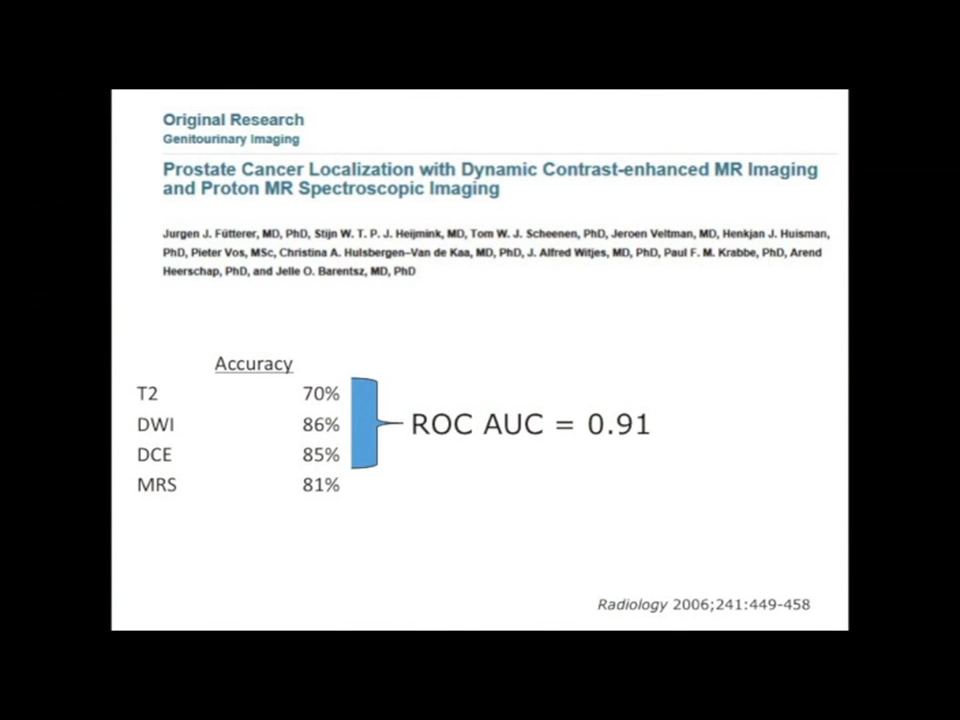 Original Research
Genitourinary Imaging
Prostate Cancer Localization with Dynamic Contrast-enhanced MR Imaging
and Proton MR Spectroscopic Imaging
Jurgen J. Fütterer, MD, PhD, Stijn W. T. P. J. Heijmink, MD, Tom W. J. Scheenen, PhD, Jeroen Veltman, MD, Henkjan J. Huisman,
PhD, Pieter Vos, MSc, Christina A. Hulsbergen–Van de Kaa, MD, PhD, J. Alfred Witjes, MD, PhD, Paul F. M. Krabbe, PhD, Arend
Heerschap, PhD, and Jelle O. Barentsz, MD, PhD
Accuracy
T2 70%
DWI 86%
ROC AUC = 0.91
DCE 85%
MRS 81%
Radiology 2006;241:449-458